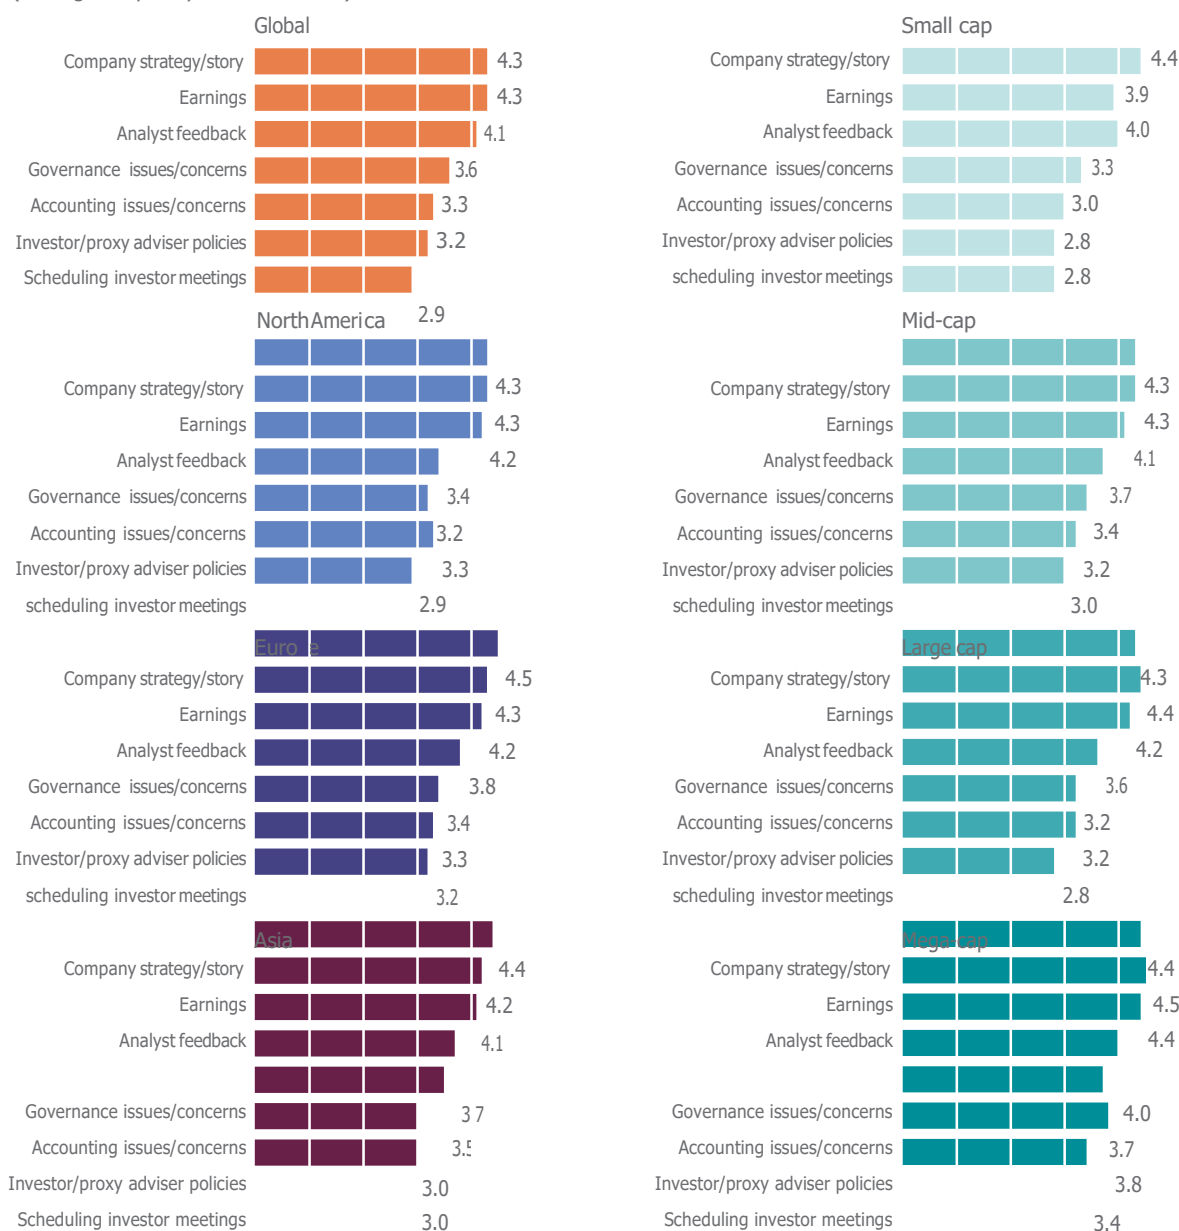 Global
Company strategy/story 4.3
Earnings 4.3
Analyst feedback 4.1
Governance issues/concerns 3.6
Accounting issues/concerns 3.3
Investor/proxy adviser policies 3.2
Scheduling investor meetings
2.9
North America
Company strategy/story 4.3
Earnings 4.3
Analyst feedback 4.2
Governance issues/concerns 3.4
Accounting issues/concerns 3.2
Investor/proxy adviser policies 3.3
scheduling investor meetings 2.9
Euro e
Company strategy/story 4.5
Earnings 4.3
Analyst feedback 4.2
Governance issues/concerns 3.8
Accounting issues/concerns 3.4
Investor/proxy adviser policies 3.3
scheduling investor meetings 3.2
Asia
Company strategy/story 4.4
Earnings 4.2
Analyst feedback 4.1
Governance issues/concerns 3 7
Accounting issues/concerns 3.5
Investor/proxy adviser policies 3.0
Scheduling investor meetings 3.0
Small cap
Company strategy/story 4.4
Earnings 3.9
Analyst feedback 4.0
Governance issues/concerns 3.3
Accounting issues/concerns 3.0
Investor/proxy adviser policies 2.8
scheduling investor meetings 2.8
Mid-cap
Company strategy/story 4.3
Earnings 4.3
Analyst feedback 4.1
Governance issues/concerns 3.7
Accounting issues/concerns 3.4
Investor/proxy adviser policies 3.2
scheduling investor meetings 3.0
Large cap
Company strategy/story 4.3
Earnings 4.4
Analyst feedback 4.2
Governance issues/concerns 3.6
Accounting issues/concerns 3.2
Investor/proxy adviser policies 3.2
scheduling investor meetings 2.8
Mega-cap
Company strategy/story 4.4
Earnings 4.5
Analyst feedback 4.4
Governance issues/concerns 4.0
Accounting issues/concerns 3.7
Investor/proxy adviser policies 3.8
Scheduling investor meetings 3.4